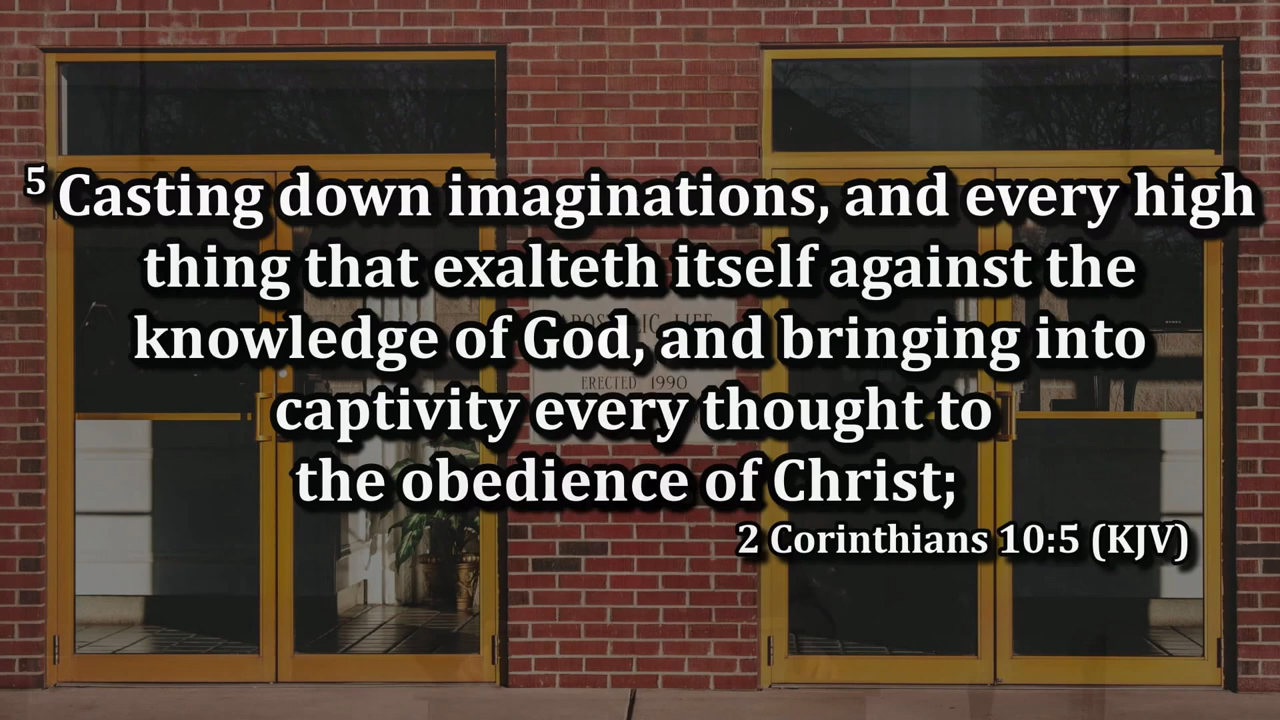 5 Casting down imaginations, and every high
thing that exalteth itself against the
knowledge of God, and bringing into
captivity every thought to
the obedience of Christ;
2 Corinthians 10:5 (KJV)
LIFE
ERECTED 1990